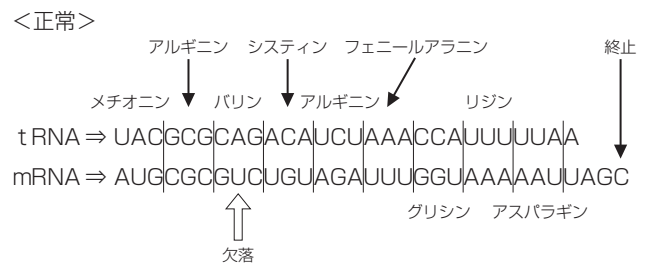 <正常>
アルギニン システィン フェニールアラニン 終止
メチオニン バリン アルギニン リジン
tRNA⇒UACGCGCAGACAUCUAAACCAUUUUUAA
mRNA⇒AUGCGCGUCUGUAGAUUUGGUAAAAAUUAGC
グリシン アスパラギン
欠落